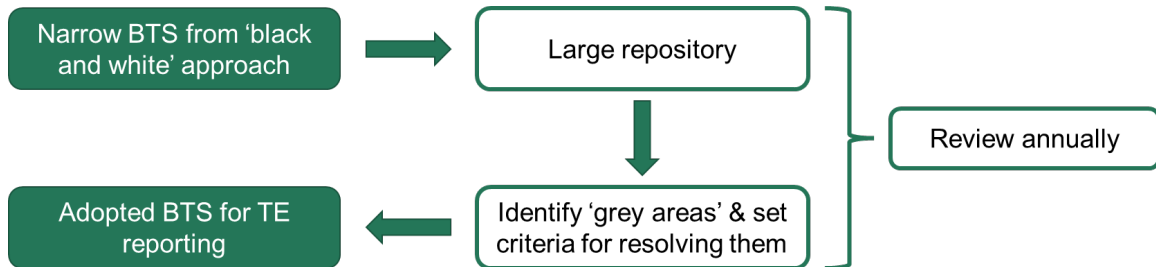 Narrow BTS from ‘black
and white’ approach
Large repository
Review annually
Adopted BTS for TE
reporting
Identify ‘grey areas’ & set
criteria for resolving them